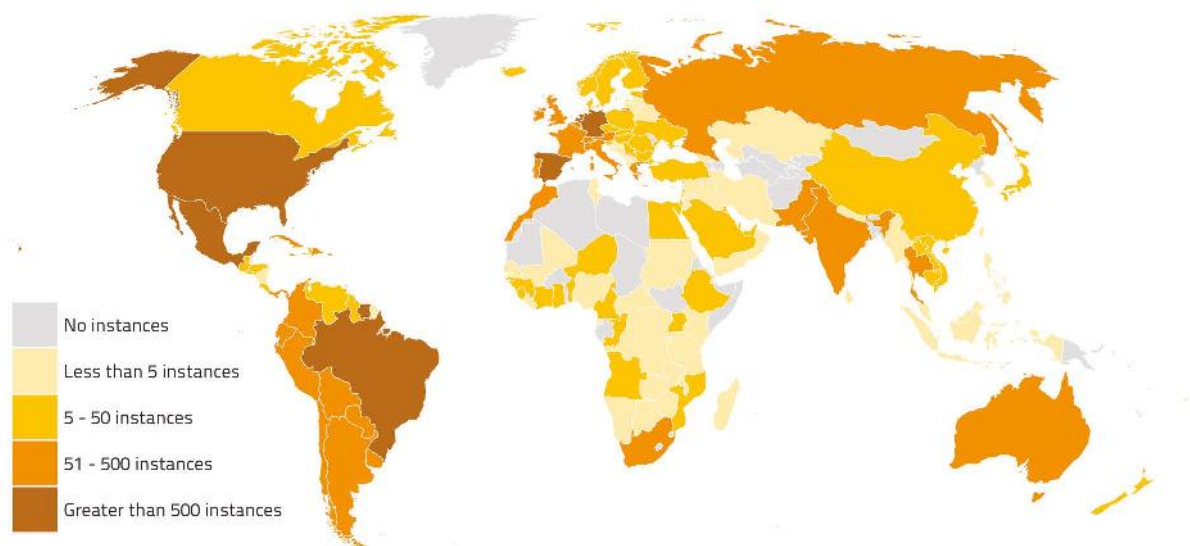 No instances
Less than 5 instances
5 - 50 instances
51 - 500 instances
Greater than 500 instances